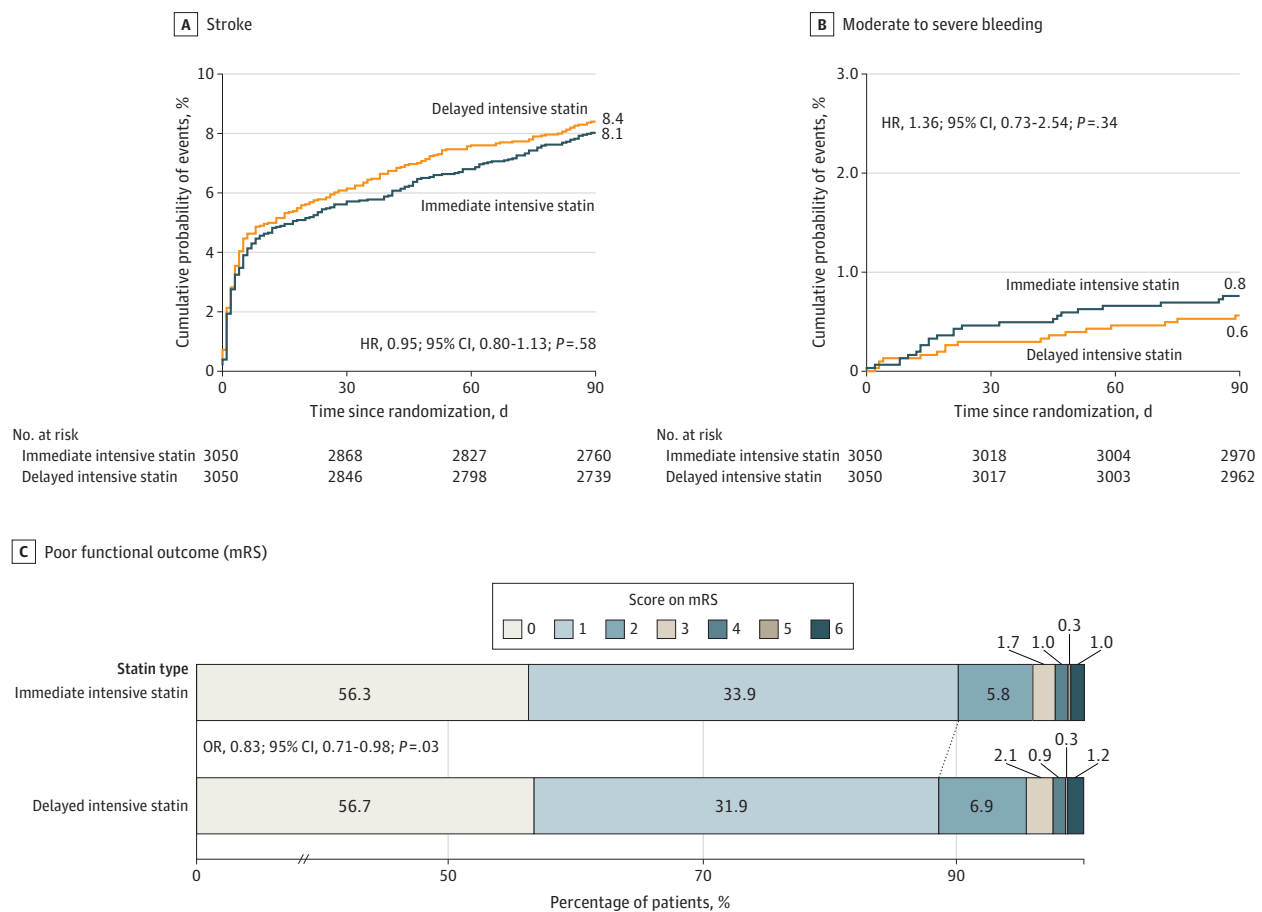 A Stroke
Cumulative probability of events, %
10
8
6
4
2
0
Delayed intensive statin
8.4
8.1
Immediate intensive statin
HR, 0.95; 95% CI, 0.80-1.13; P=.58
0 30 60 90
Time since randomization, d
No. at risk
Immediate intensive statin 3050 2868 2827 2760
Delayed intensive statin 3050 2846 2798 2739
B Moderate to severe bleeding
Cumulative probability of events, %
3.0
2.0
1.0
0
HR, 1.36; 95% CI, 0.73-2.54; P=.34
Immediate intensive statin
0.8
Delayed intensive statin
0.6
0 30 60 90
Time since randomization, d
No. at risk
Immediate intensive statin 3050 3018 3004 2970
Delayed intensive statin 3050 3017 3003 2962
C Poor functional outcome (mRS)
Score on mRS
0 1 2 3 4 5 6
Statin type
Immediate intensive statin
56.3 33.9 5.8 1.7 1.0 0.3 1.0
OR, 0.83; 95% CI, 0.71-0.98; P=.03
Delayed intensive statin
56.7 31.9 6.9 2.1 0.9 0.3 1.2
0 50 70 90
Percentage of patients, %